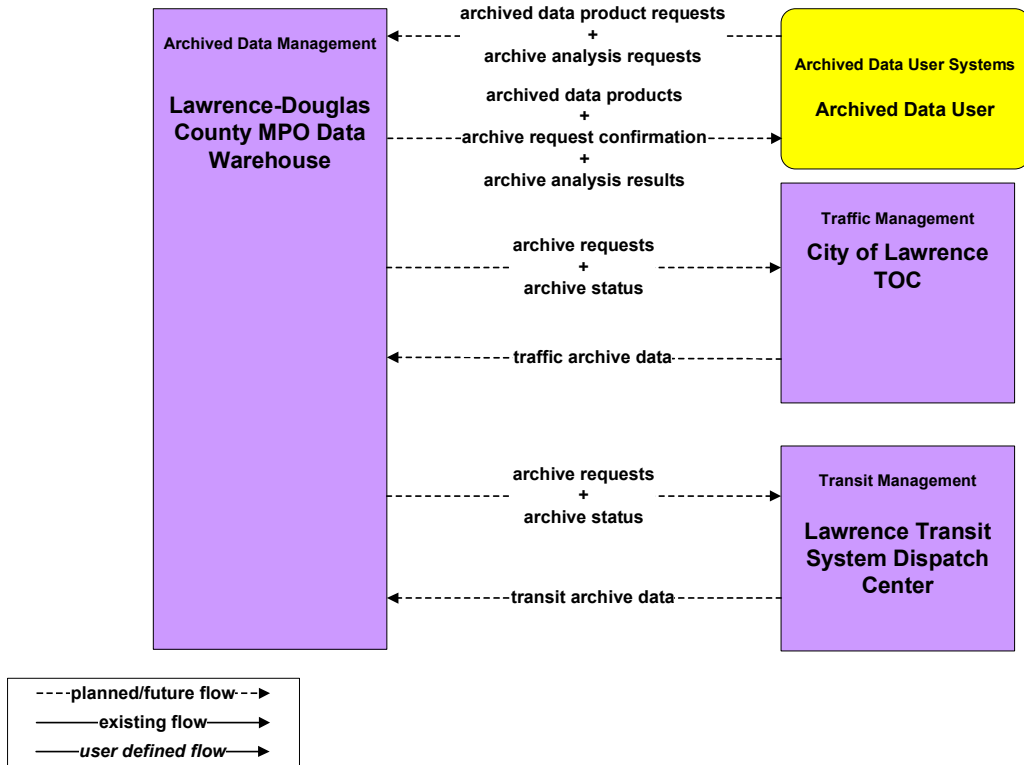 Archived Data Management
Lawrence-Douglas
County MPO Data
Warehouse
archived data product requests
+
archive analysis requests
archived data products
+
archive request confirmation
+
archive analysis results
Archived Data User Systems
Archived Data User
archive requests
+
archive status
traffic archive data
Traffic Management
City of Lawrence
TOC
archive requests
+
archive status
transit archive data
Transit Management
Lawrence Transit
System Dispatch
Center
planned/future flow
existing flow
user defined flow